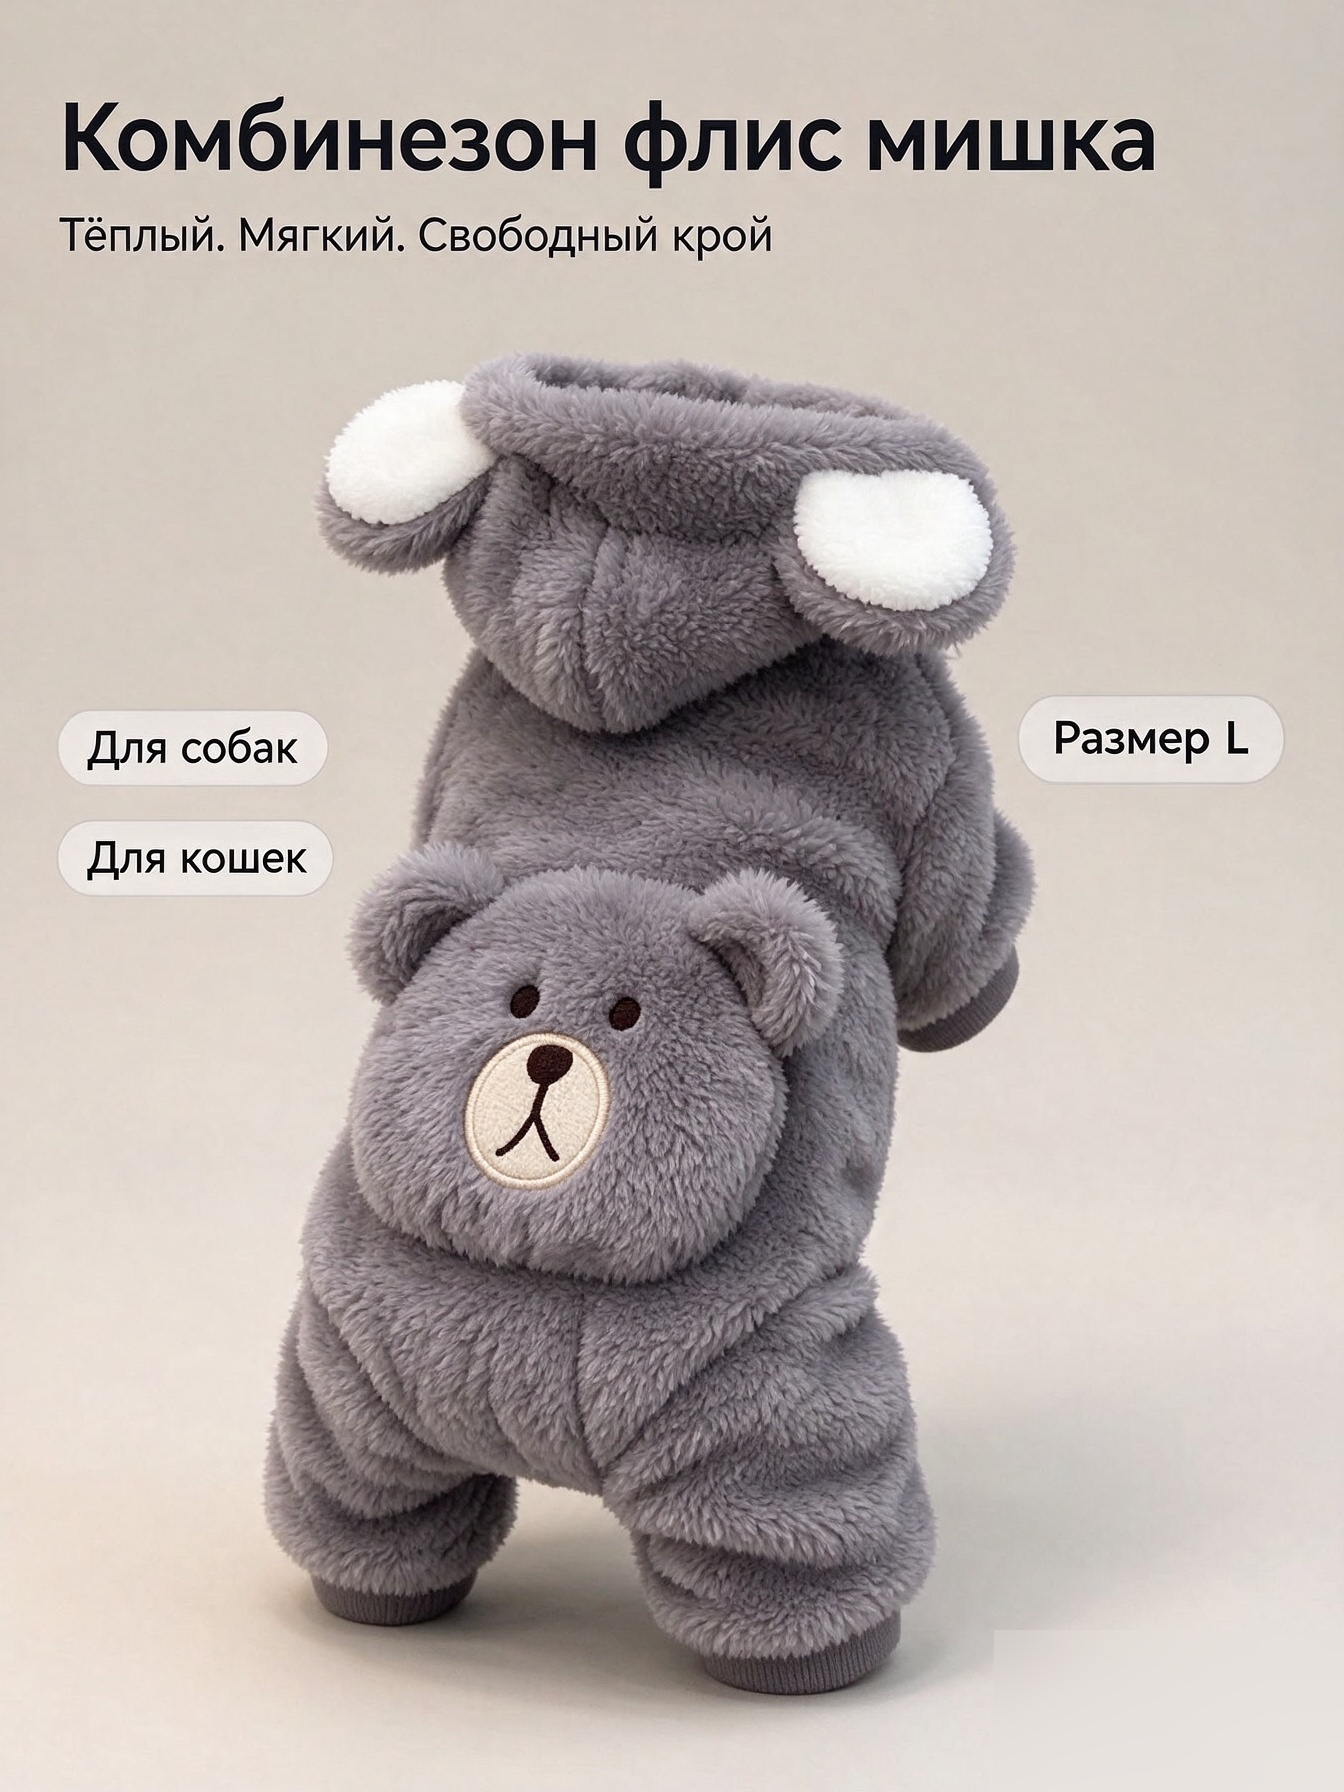 Комбинезон флис мишка
Тёплый. Мягкий. Свободный крой
Для собак
Размер L
Для кошек